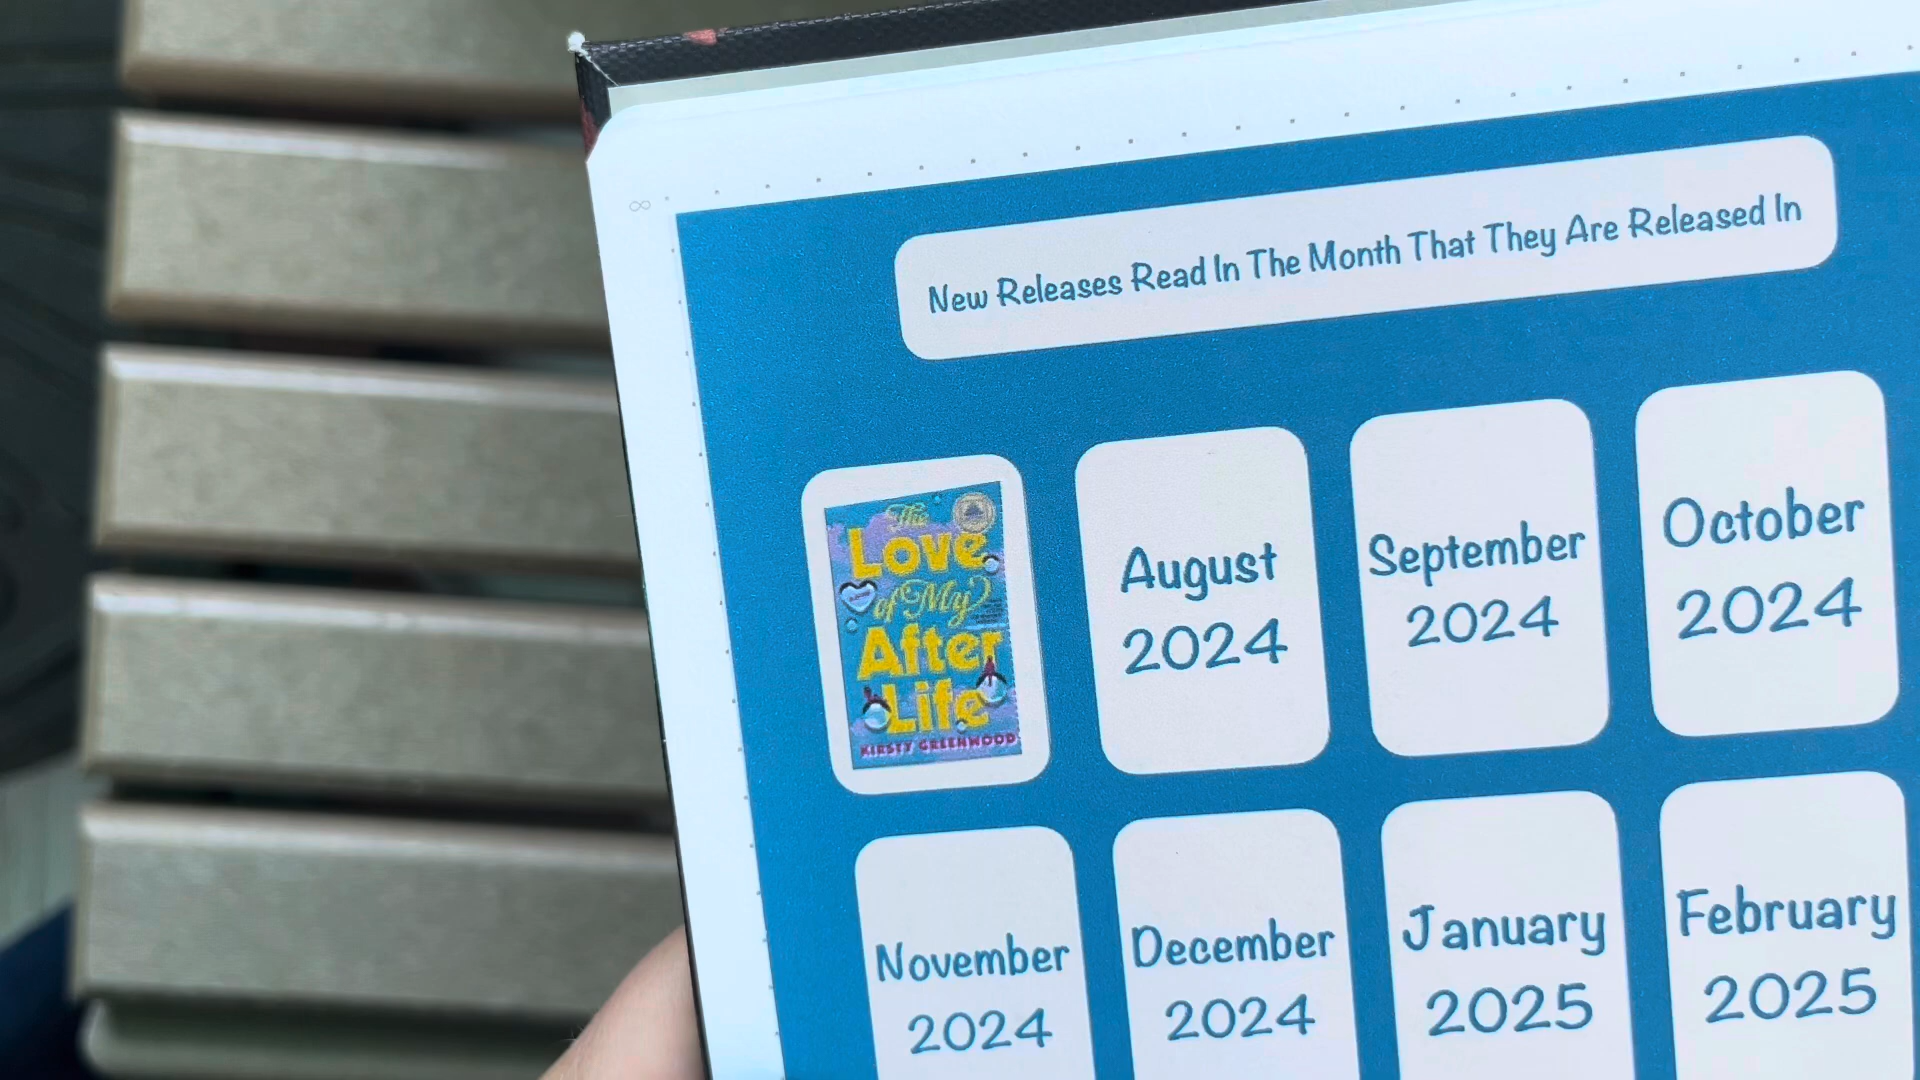 New Releases Read In The Month That They Are Released In
The
Love
of My
After
Life
KIRSTY GREENWOOD
August
2024
September
2024
October
2024
November
2024
December
2024
January
2025
February
2025